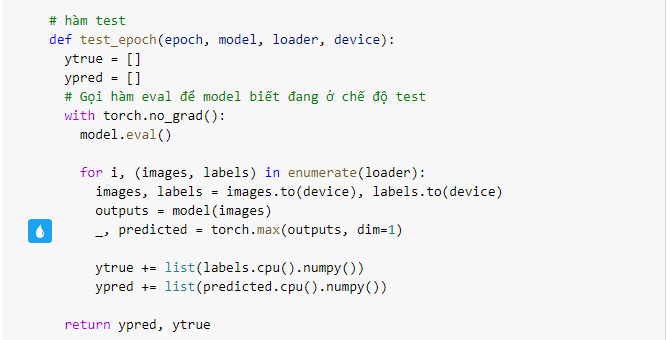 # hàm test
def test_epoch(epoch, model, loader, device):
  ytrue = []
  ypred = []
  # Gọi hàm eval để model biết đang ở chế độ test
  with torch.no_grad():
    model.eval()

    for i, (images, labels) in enumerate(loader):
      images, labels = images.to(device), labels.to(device)
      outputs = model(images)
      _, predicted = torch.max(outputs, dim=1)

      ytrue += list(labels.cpu().numpy())
      ypred += list(predicted.cpu().numpy())

  return ypred, ytrue